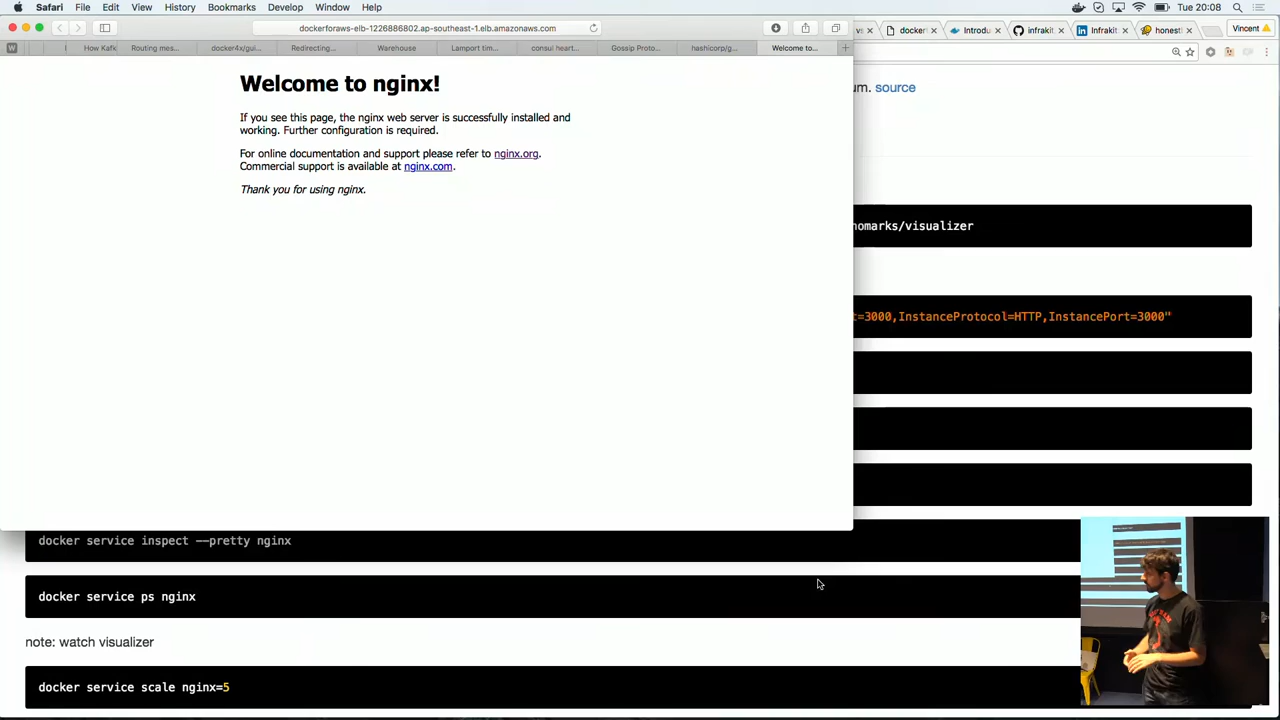 Safari File Edit View History Bookmarks Develop Window Help Tue 20:08
dockerforaws-elb-1226886802.ap-southeast-1.elb.amazonaws.com
W How Kafk Routing mes... docker4x/gui... Redirecting... Warehouse Lamport tim... consul heart... Gossip Proto... hashicorp/g... Welcome to...
docker Introdu infrakit InfraKit honest Vincent
Welcome to nginx!
If you see this page, the nginx web server is successfully installed and
working. Further configuration is required.
For online documentation and support please refer to nginx.org.
Commercial support is available at nginx.com.
Thank you for using nginx.
um. source
nomarks/visualizer
t=3000,InstanceProtocol=HTTP,InstancePort=3000"
docker service inspect --pretty nginx
docker service ps nginx
note: watch visualizer
docker service scale nginx=5